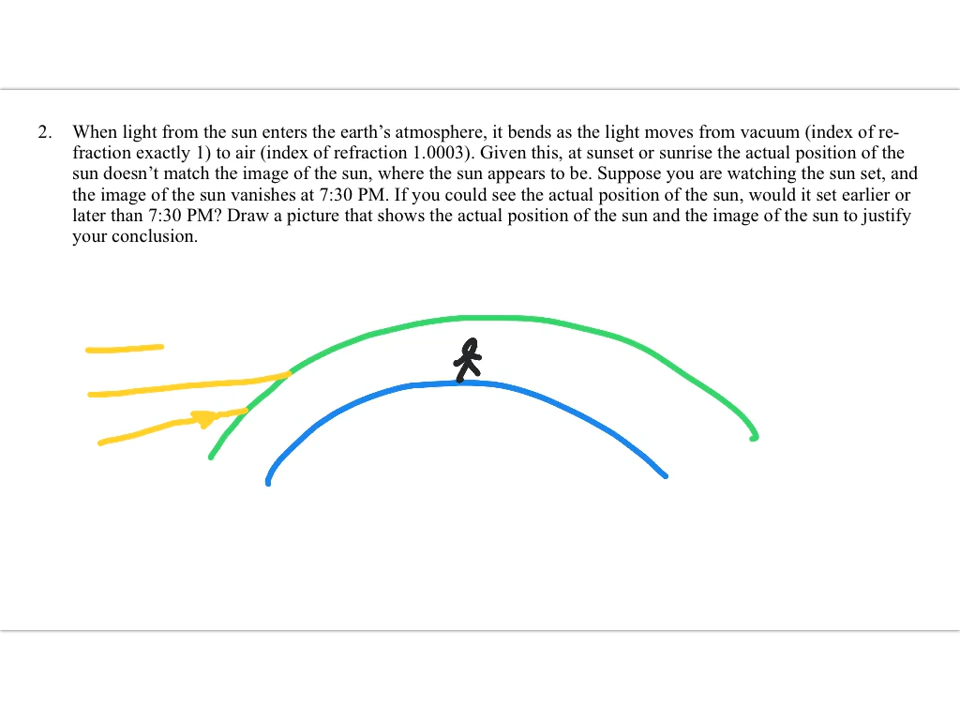 2. When light from the sun enters the earth’s atmosphere, it bends as the light moves from vacuum (index of re-
fraction exactly 1) to air (index of refraction 1.0003). Given this, at sunset or sunrise the actual position of the
sun doesn’t match the image of the sun, where the sun appears to be. Suppose you are watching the sun set, and
the image of the sun vanishes at 7:30 PM. If you could see the actual position of the sun, would it set earlier or
later than 7:30 PM? Draw a picture that shows the actual position of the sun and the image of the sun to justify
your conclusion.